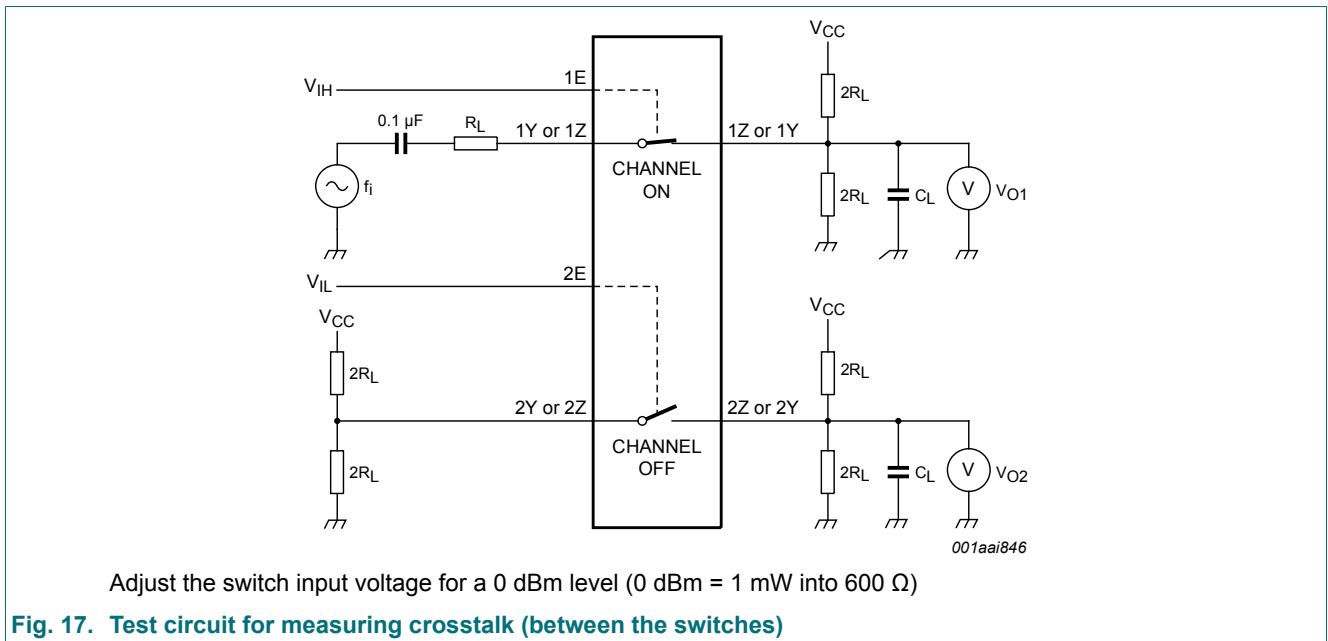 VCC
1E
VIH
2RL
0.1 μF
RL
1Y or 1Z
1Z or 1Y
fi
CHANNEL
ON
2RL
CL
V
VO1
2E
VIL
VCC
VCC
2RL
2RL
2Y or 2Z
2Z or 2Y
CHANNEL
OFF
2RL
2RL
CL
V
VO2
001aai846
Adjust the switch input voltage for a 0 dBm level (0 dBm = 1 mW into 600 Ω)
Fig. 17. Test circuit for measuring crosstalk (between the switches)